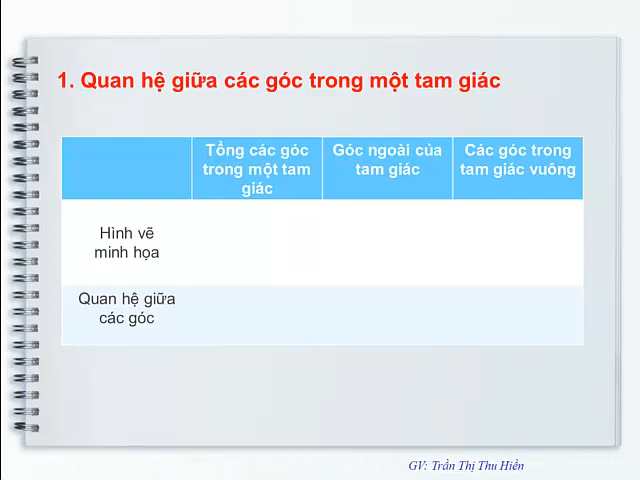 1. Quan hệ giữa các góc trong một tam giác
Tổng các góc
trong một tam
giác
Góc ngoài của
tam giác
Các góc trong
tam giác vuông
Hình vẽ
minh họa
Quan hệ giữa
các góc
GV: Trần Thị Thu Hiền